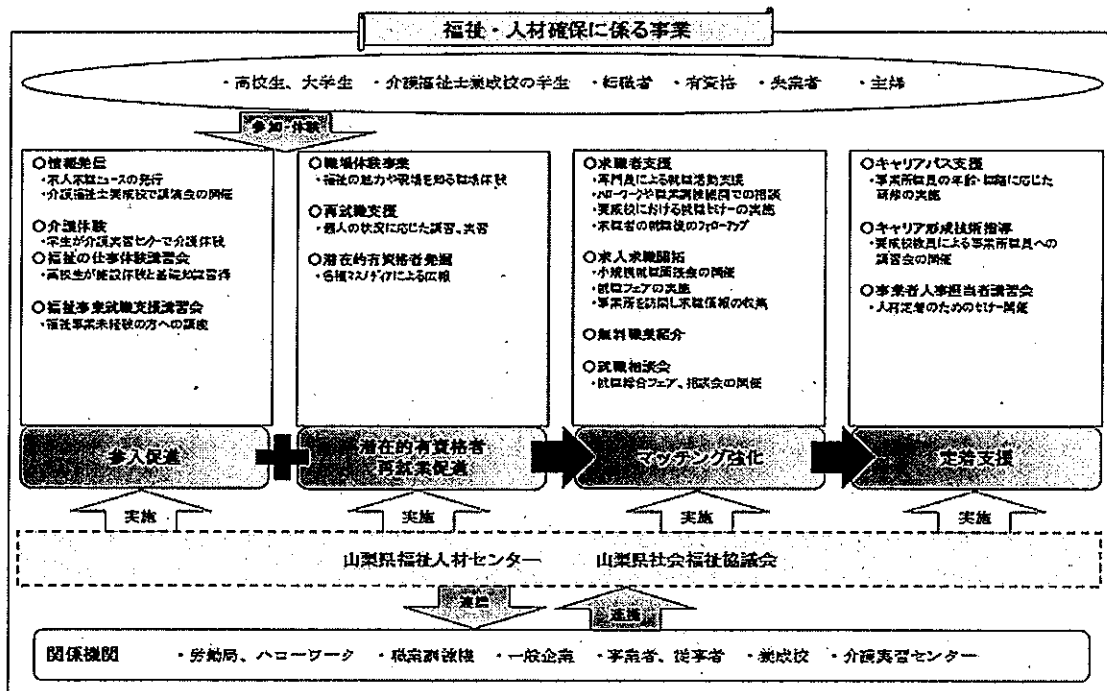 福祉・人材確保に係る事業
・高校生、大学生 ・介護福祉士養成校の学生 ・転職者 ・有資格 ・失業者 ・主婦
参加・体験
〇情報発信
・求人求職ニュースの発行
・介護福祉士養成校で講演会の開催
〇介護体験
・学生が介護実習センターで介護体験
〇福祉の仕事体験講習会
・高校生が施設体験と基礎知識習得
〇福祉事業就職支援講習会
・福祉事業未経験の方への講座
〇職場体験事業
・福祉の魅力や現場を知る職場体験
〇再就職支援
・個人の状況に応じた講習、実習
〇潜在的有資格者発掘
・各種マスメディアによる広報
〇求職者支援
・専門員による就職活動支援
・ハローワークや職業訓練機関での相談
・養成校における就職セミナーの実施
・求職者の就職後のフォローアップ
〇求人求職開拓
・小規模就職面談会の開催
・就職フェアの実施
・事業所を訪問し求職情報の収集
〇無料職業紹介
〇就職相談会
・就職総合フェア、相談会の開催
〇キャリアパス支援
・事業所職員の年齢・職階に応じた
研修の実施
〇キャリア形成技術指導
・養成校教員による事業所職員への
講習会の開催
〇事業者人事担当者講習会
・人材定着のためのセミナー開催
参入促進
潜在的有資格者
再就業促進
マッチング強化
定着支援
実施
実施
実施
実施
山梨県福祉人材センター 山梨県社会福祉協議会
連携
連携
関係機関 ・労働局、ハローワーク ・職業訓練機 ・一般企業 ・事業者、従事者 ・養成校 ・介護実習センター